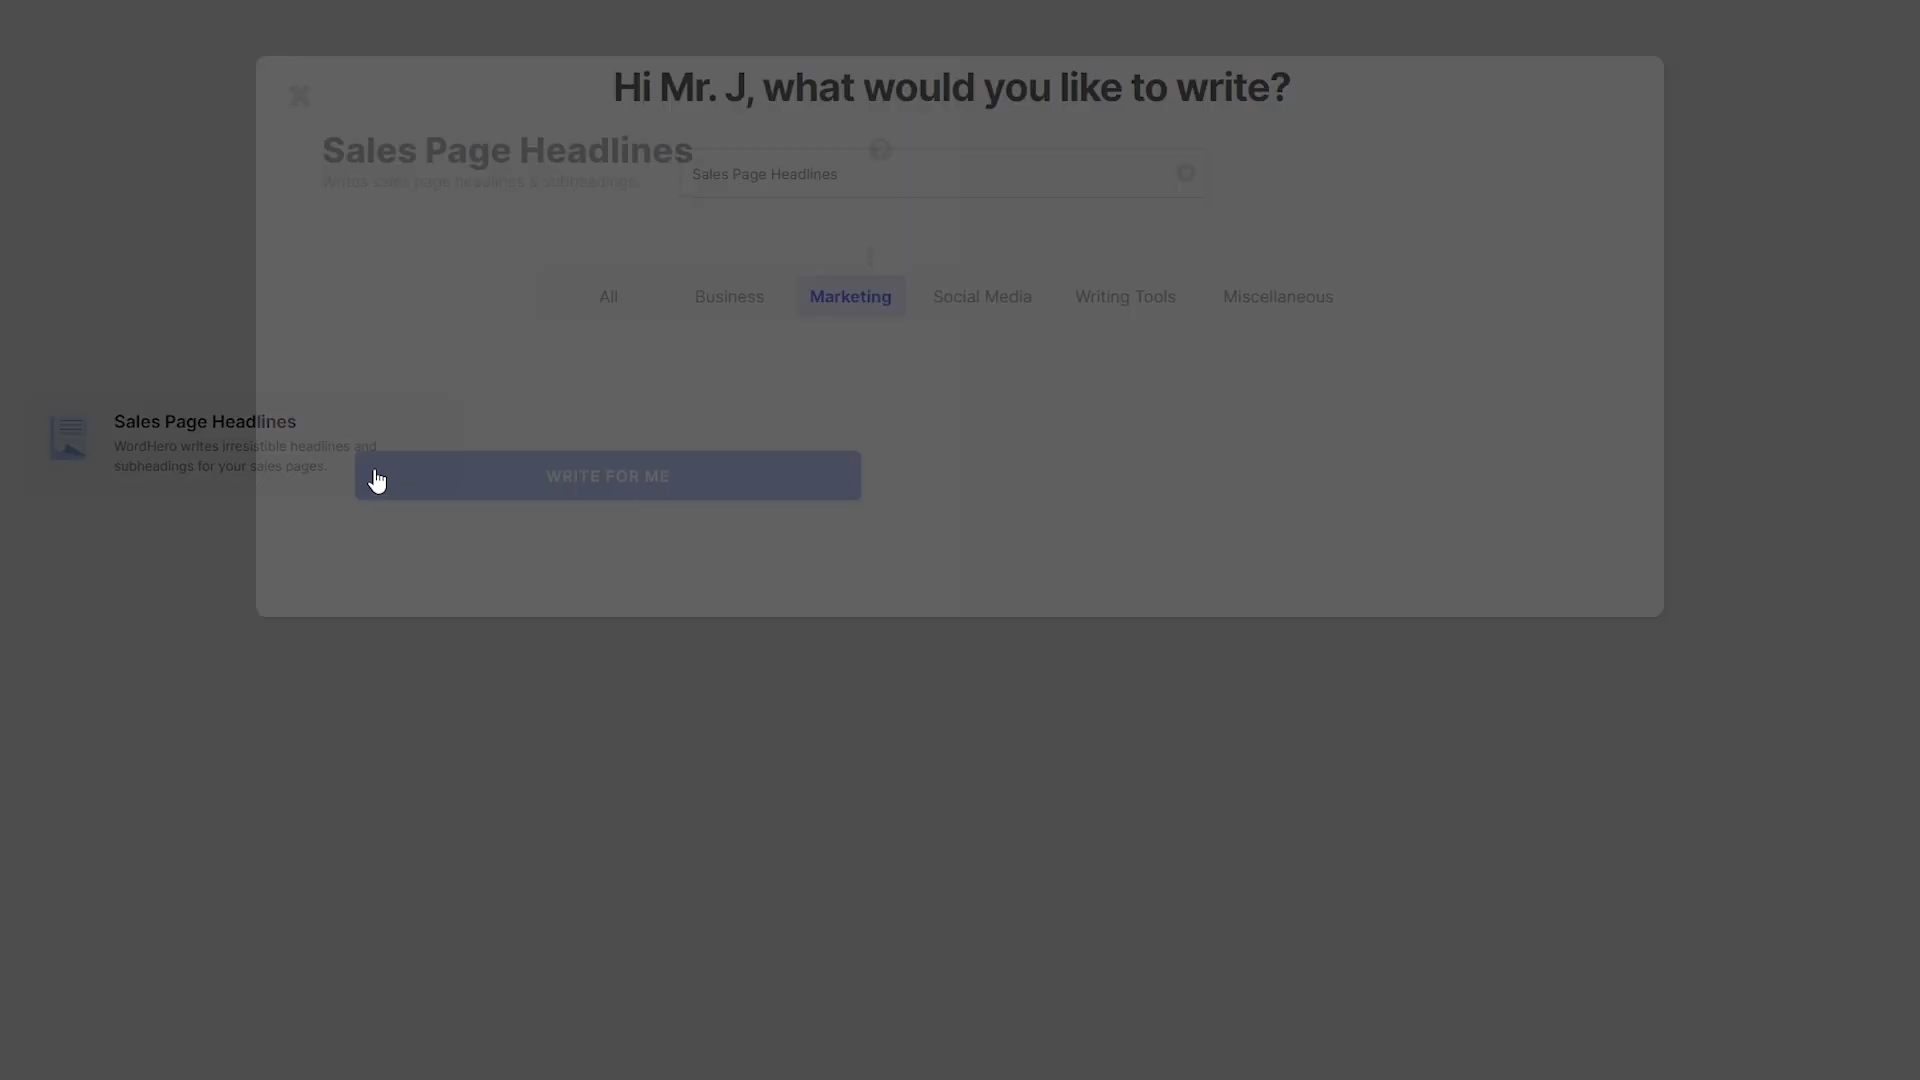 Hi Mr. J, what would you like to write?
Sales Page Headlines
Writes sales page headlines & subheadings.
Sales Page Headlines
All
Business
Marketing
Social Media
Writing Tools
Miscellaneous
Sales Page Headlines
WordHero writes irresistible headlines and
subheadings for your sales pages.
WRITE FOR ME